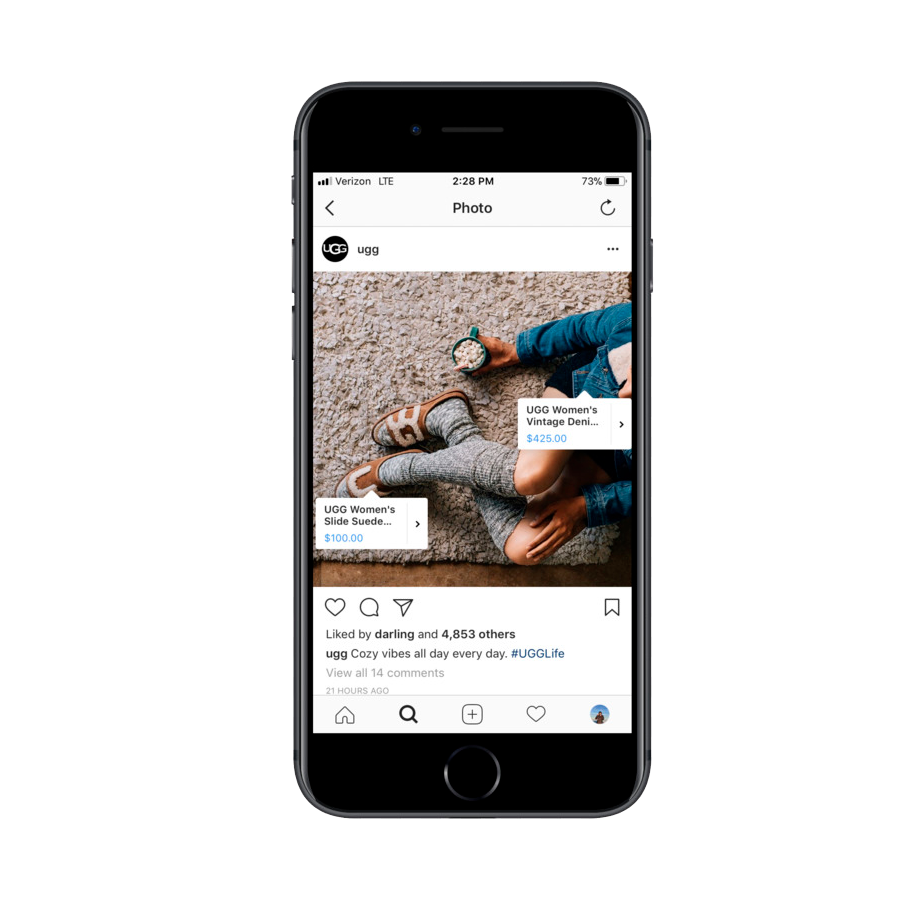 Verizon LTE 2:28 PM 73%
Photo
UGG ugg
UGG Women's
Vintage Deni...
$425.00
UGG Women's
Slide Suede...
$100.00
Liked by darling and 4,853 others
ugg Cozy vibes all day every day. #UGGLife
View all 14 comments
21 HOURS AGO